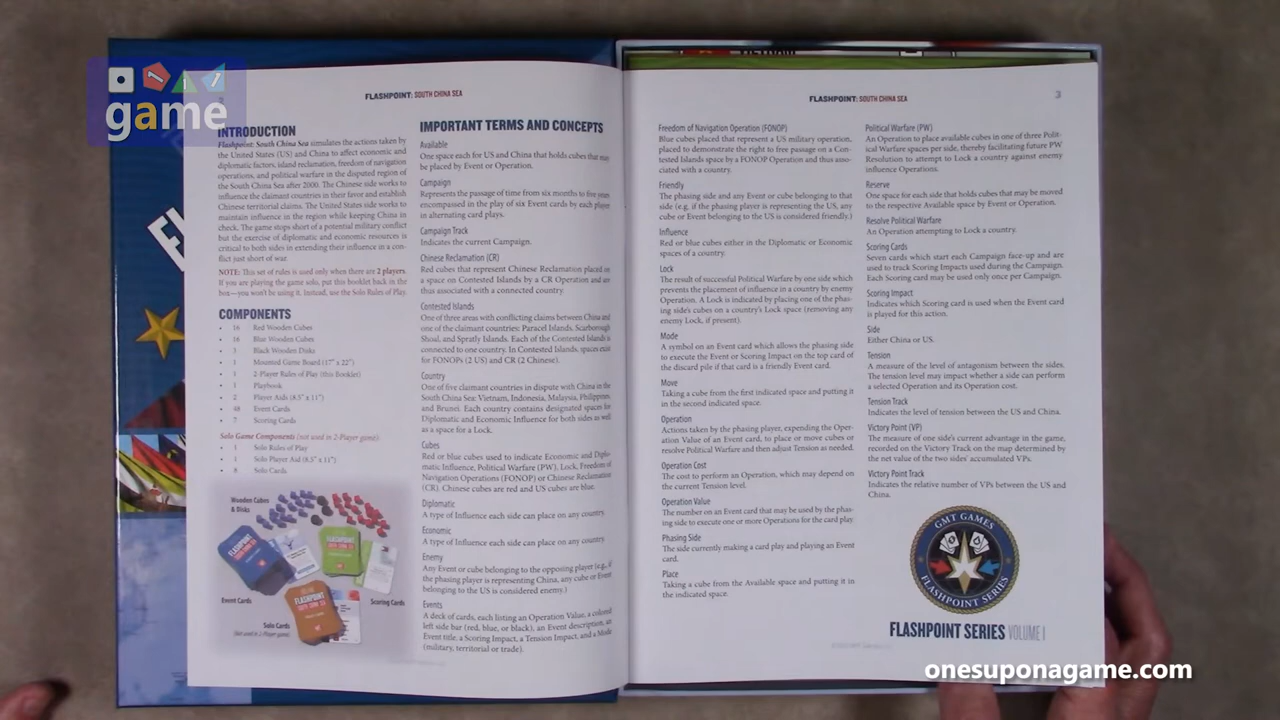 game
FLASHPOINT: SOUTH CHINA SEA
INTRODUCTION
Flashpoint: South China Sea simulates the actions taken by
the United States (US) and China to affect economic and
diplomatic factors, island reclamation, freedom of navigation
operations, and political warfare in the disputed region of
the South China Sea after 2000. The Chinese side works to
influence the claimant countries in their favor and establish
Chinese territorial claims. The United States side works to
maintain influence in the region while keeping China in
check. The game stops short of a potential military conflict
but the exercise of diplomatic and economic resources is
critical to both sides in extending their influence in a con-
flict just short of war.
NOTE: This set of rules is used only when there are 2 players.
If you are playing the game solo, put this booklet back in the
box—you won't be using it. Instead, use the Solo Rules of Play.
COMPONENTS
• 16 Red Wooden Cubes
• 16 Blue Wooden Cubes
• 3 Black Wooden Disks
• 1 Mounted Game Board (17" x 22")
• 1 2-Player Rules of Play (this Booklet)
• 1 Playbook
• 2 Player Aids (8.5" x 11")
• 48 Event Cards
• 7 Scoring Cards
Solo Game Components (not used in 2-Player game)
• 1 Solo Rules of Play
• 1 Solo Player Aid (8.5" x 11")
• 8 Solo Cards
Wooden Cubes
& Disks
Event Cards
Scoring Cards
Solo Cards
(Not used in 2-Player game)
IMPORTANT TERMS AND CONCEPTS
Available
One space each for US and China that holds cubes that may
be placed by Event or Operation.
Campaign
Represents the passage of time from six months to five years
encompassed in the play of six Event cards by each player
in alternating card plays.
Campaign Track
Indicates the current Campaign.
Chinese Reclamation (CR)
Red cubes that represent Chinese Reclamation placed on
a space on Contested Islands by a CR Operation and are
thus associated with a connected country.
Contested Islands
One of three areas with conflicting claims between China and
one of the claimant countries: Paracel Islands, Scarborough
Shoal, and Spratly Islands. Each of the Contested Islands is
connected to one country. In Contested Islands, spaces exist
for FONOPs (2 US) and CR (2 Chinese).
Country
One of five claimant countries in dispute with China in the
South China Sea: Vietnam, Indonesia, Malaysia, Philippines
and Brunei. Each country contains designated spaces for
Diplomatic and Economic Influence for both sides as well
as a space for a Lock.
Cubes
Red or blue cubes used to indicate Economic and Diplo-
matic Influence, Political Warfare (PW), Lock, Freedom of
Navigation Operations (FONOP) or Chinese Reclamation
(CR). Chinese cubes are red and US cubes are blue.
Diplomatic
A type of Influence each side can place on any country.
Economic
A type of Influence each side can place on any country.
Enemy
Any Event or cube belonging to the opposing player (e.g., if
the phasing player is representing China, any cube or Event
belonging to the US is considered enemy.)
Events
A deck of cards, each listing an Operation Value, a colored
left side bar (red, blue, or black), an Event description, an
Event title, a Scoring Impact, a Tension Impact, and a Mode
(military, territorial or trade).
FLASHPOINT: SOUTH CHINA SEA
3
Freedom of Navigation Operation (FONOP)
Blue cubes placed that represent a US military operation,
placed to demonstrate the right to free passage on a Con-
tested Islands space by a FONOP Operation and thus asso-
ciated with a country.
Friendly
The phasing side and any Event or cube belonging to that
side (e.g. if the phasing player is representing the US, any
cube or Event belonging to the US is considered friendly.)
Influence
Red or blue cubes either in the Diplomatic or Economic
spaces of a country.
Lock
The result of successful Political Warfare by one side which
prevents the placement of influence in a country by enemy
Operation. A Lock is indicated by placing one of the phas-
ing side's cubes on a country's Lock space (removing any
enemy Lock, if present).
Mode
A symbol on an Event card which allows the phasing side
to execute the Event or Scoring Impact on the top card of
the discard pile if that card is a friendly Event card.
Move
Taking a cube from the first indicated space and putting it
in the second indicated space.
Operation
Actions taken by the phasing player, expending the Oper-
ation Value of an Event card, to place or move cubes or
resolve Political Warfare and then adjust Tension as needed.
Operation Cost
The cost to perform an Operation, which may depend on
the current Tension level.
Operation Value
The number on an Event card that may be used by the phas-
ing side to execute one or more Operations for the card play
Phasing Side
The side currently making a card play and playing an Event
card.
Place
Taking a cube from the Available space and putting it in
the indicated space.
Political Warfare (PW)
An Operation to place available cubes in one of three Polit-
ical Warfare spaces per side, thereby facilitating future PW
Resolution to attempt to Lock a country against enemy
influence Operations.
Reserve
One space for each side that holds cubes that may be moved
to the respective Available space by Event or Operation.
Resolve Political Warfare
An Operation attempting to Lock a country.
Scoring Cards
Seven cards which start each Campaign face-up and are
used to track Scoring Impacts used during the Campaign.
Each Scoring card may be used only once per Campaign.
Scoring Impact
Indicates which Scoring card is used when the Event card
is played for this action.
Side
Either China or US.
Tension
A measure of the level of antagonism between the sides.
The tension level may impact whether a side can perform
a selected Operation and its Operation cost.
Tension Track
Indicates the level of tension between the US and China.
Victory Point (VP)
The measure of one side's current advantage in the game,
recorded on the Victory Track on the map determined by
the net value of the two sides' accumulated VPs.
Victory Point Track
Indicates the relative number of VPs between the US and
China.
GMT GAMES
FLASHPOINT SERIES
FLASHPOINT SERIES VOLUME I
onesuponagame.com